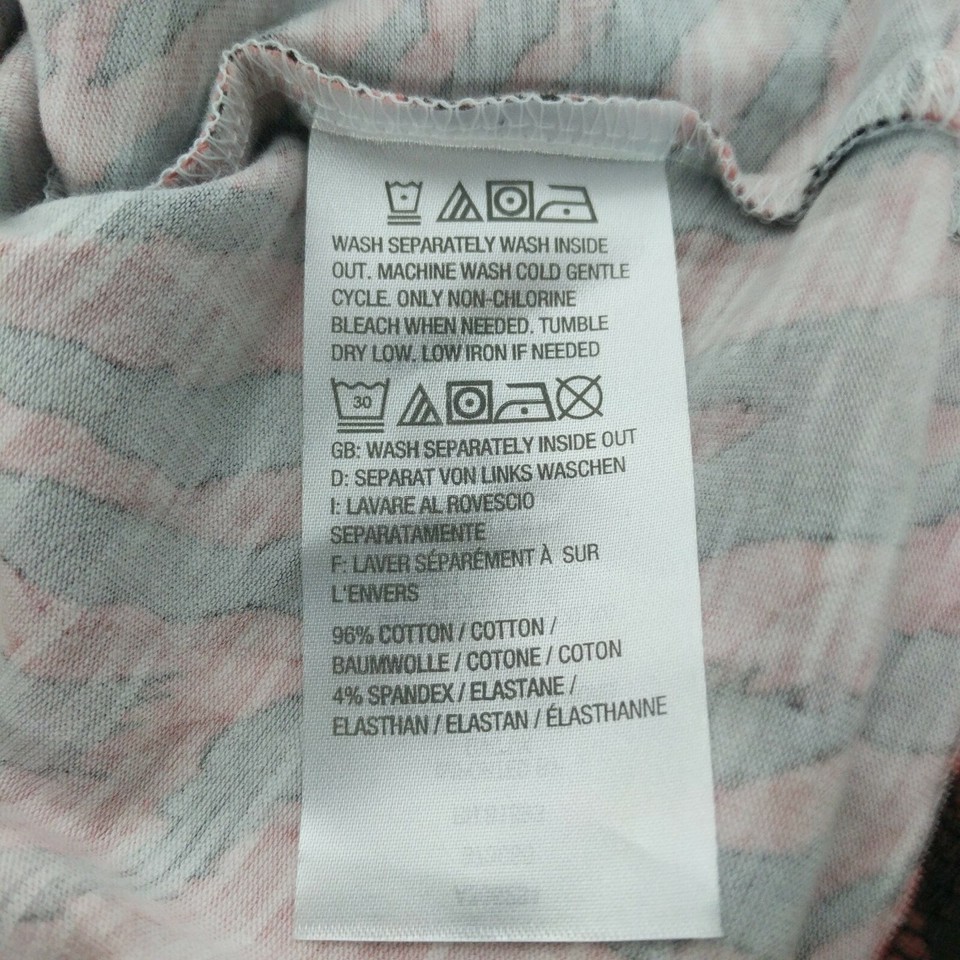 WASH SEPARATELY WASH INSIDE
OUT. MACHINE WASH COLD GENTLE
CYCLE. ONLY NON-CHLORINE
BLEACH WHEN NEEDED. TUMBLE
DRY LOW. LOW IRON IF NEEDED
30
GB: WASH SEPARATELY INSIDE OUT
D: SEPARAT VON LINKS WASCHEN
I: LAVARE AL ROVESCIO
SEPARATAMENTE
F: LAVER SÉPARÉMENT À SUR
L'ENVERS
96% COTTON / COTTON /
BAUMWOLLE / COTONE / COTON
4% SPANDEX / ELASTANE /
ELASTHAN / ELASTAN / ÉLASTHANNE